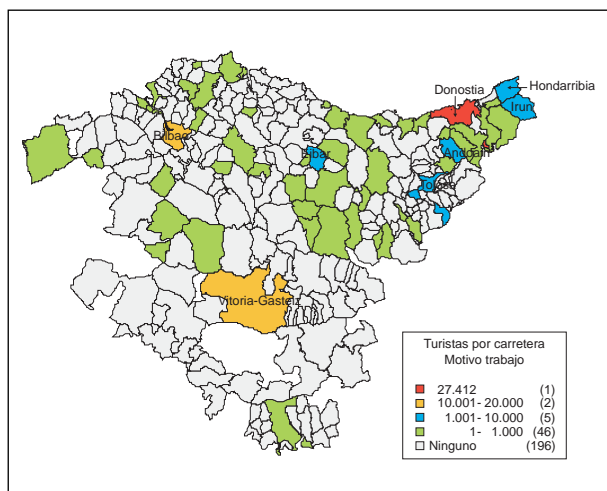 Donostia
Hondarribia
Irun
Bilbao
Eibar
Andoain
Tolosa
Vitoria-Gasteiz
Turistas por carretera
Motivo trabajo
27.412 (1)
10.001- 20.000 (2)
1.001- 10.000 (5)
1- 1.000 (46)
Ninguno (196)